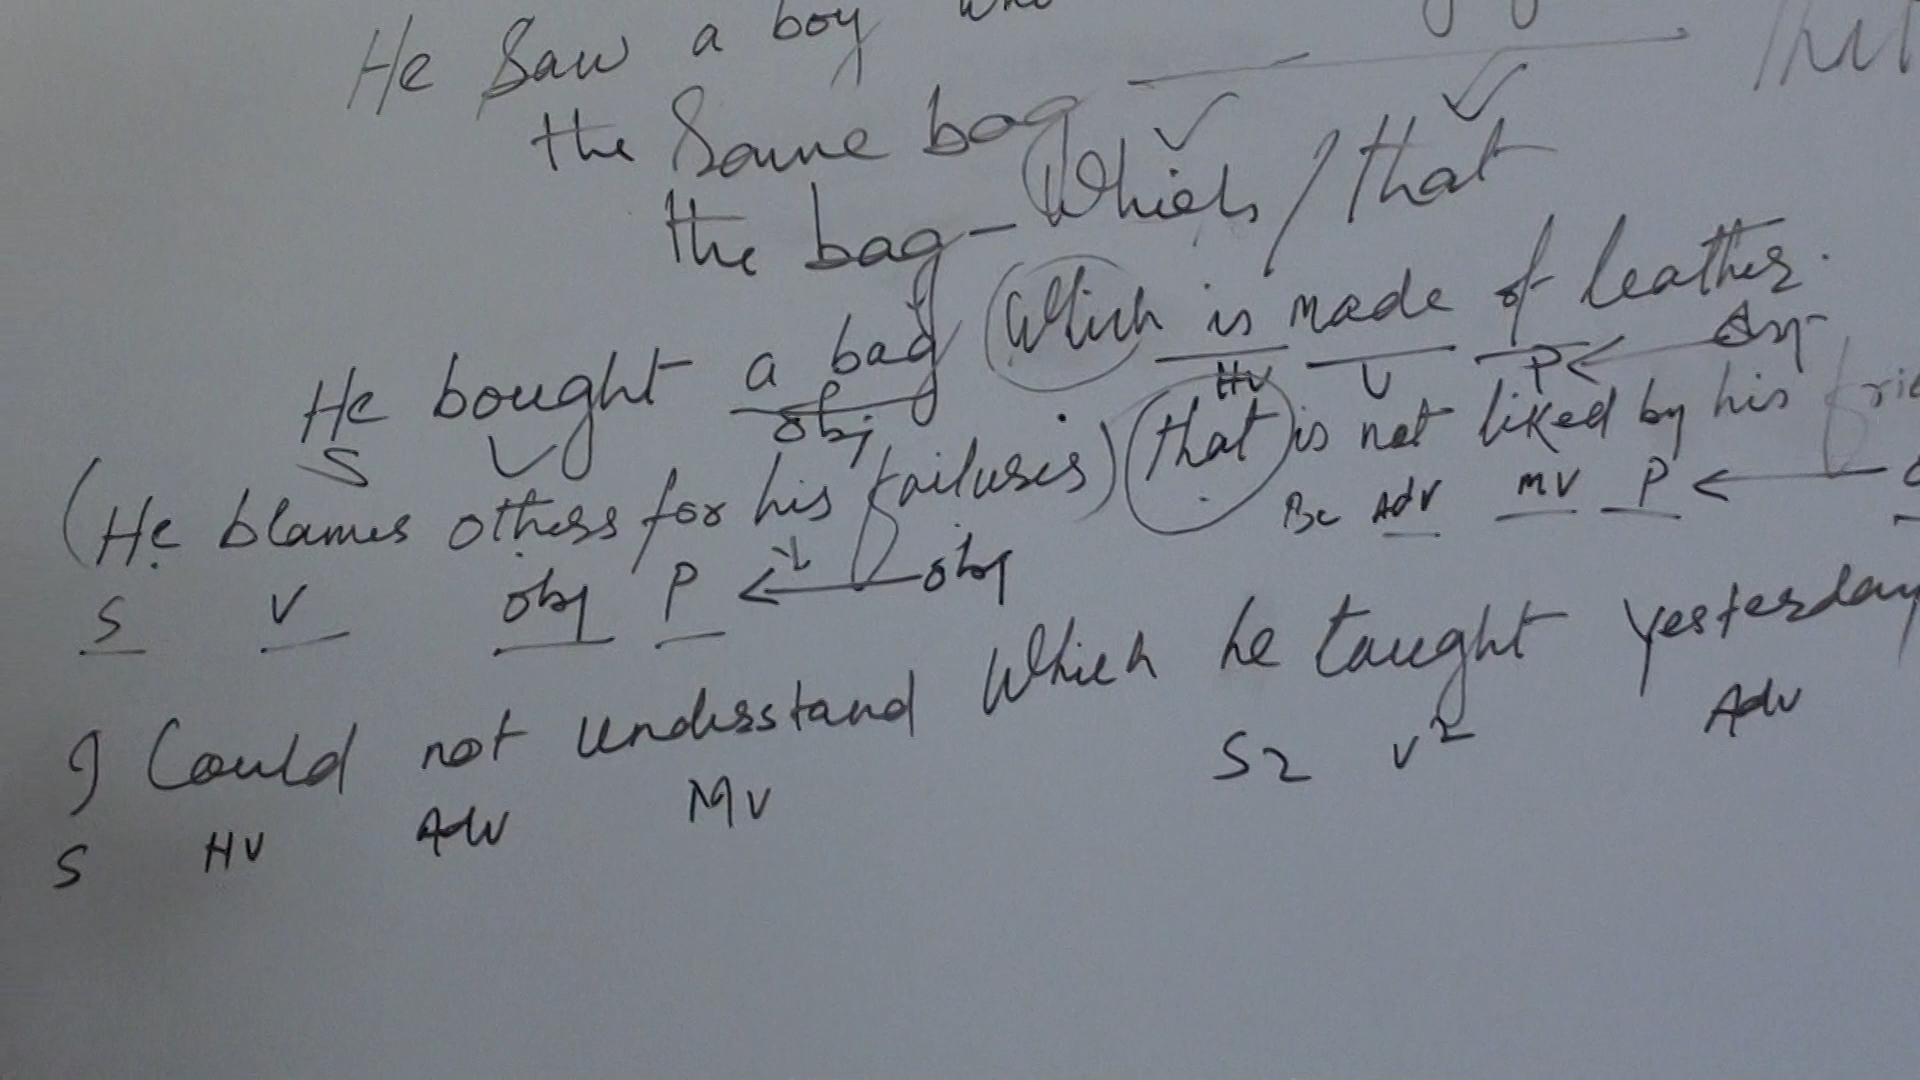 He Saw a boy
the Same bag
the bag - Which / that
He bought a bag which is made of leather.
S V obj HV V P ← obj
(He blames others for his failures) that is not liked by his
S V obj P ← obj Be Adv MV P ←
I Could not understand which he taught yesterday
S HV Adv MV S2 V2 Adv